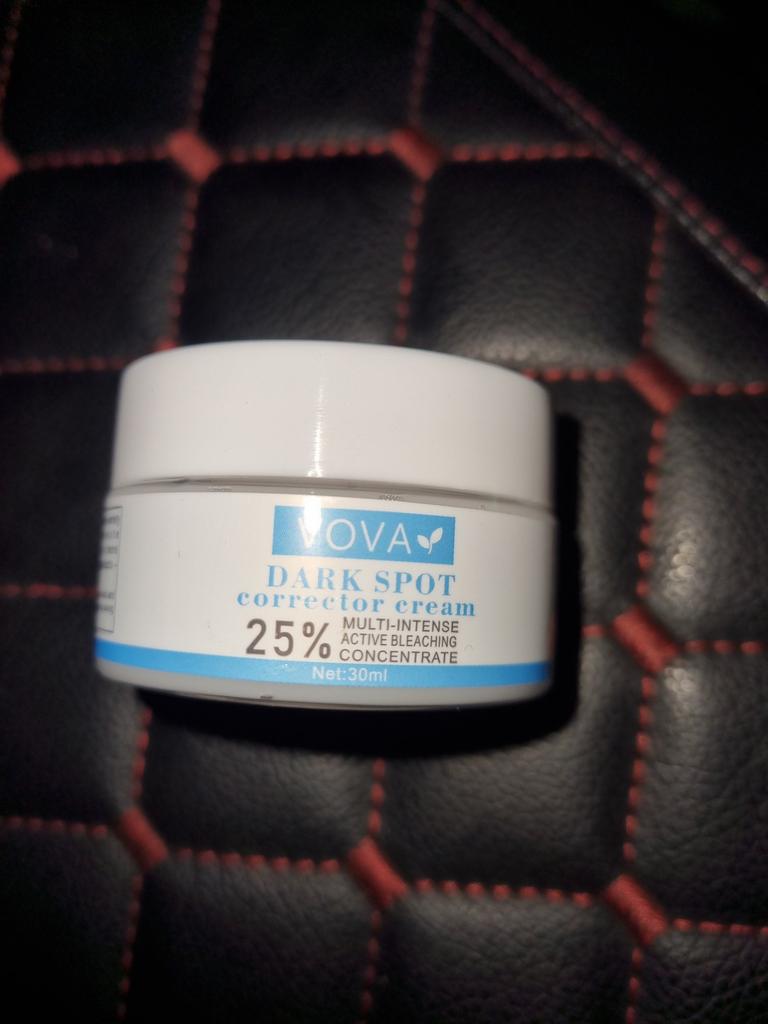 VOVA
DARK SPOT
corrector cream
25% MULTI-INTENSE
ACTIVE BLEACHING
CONCENTRATE
Net:30ml